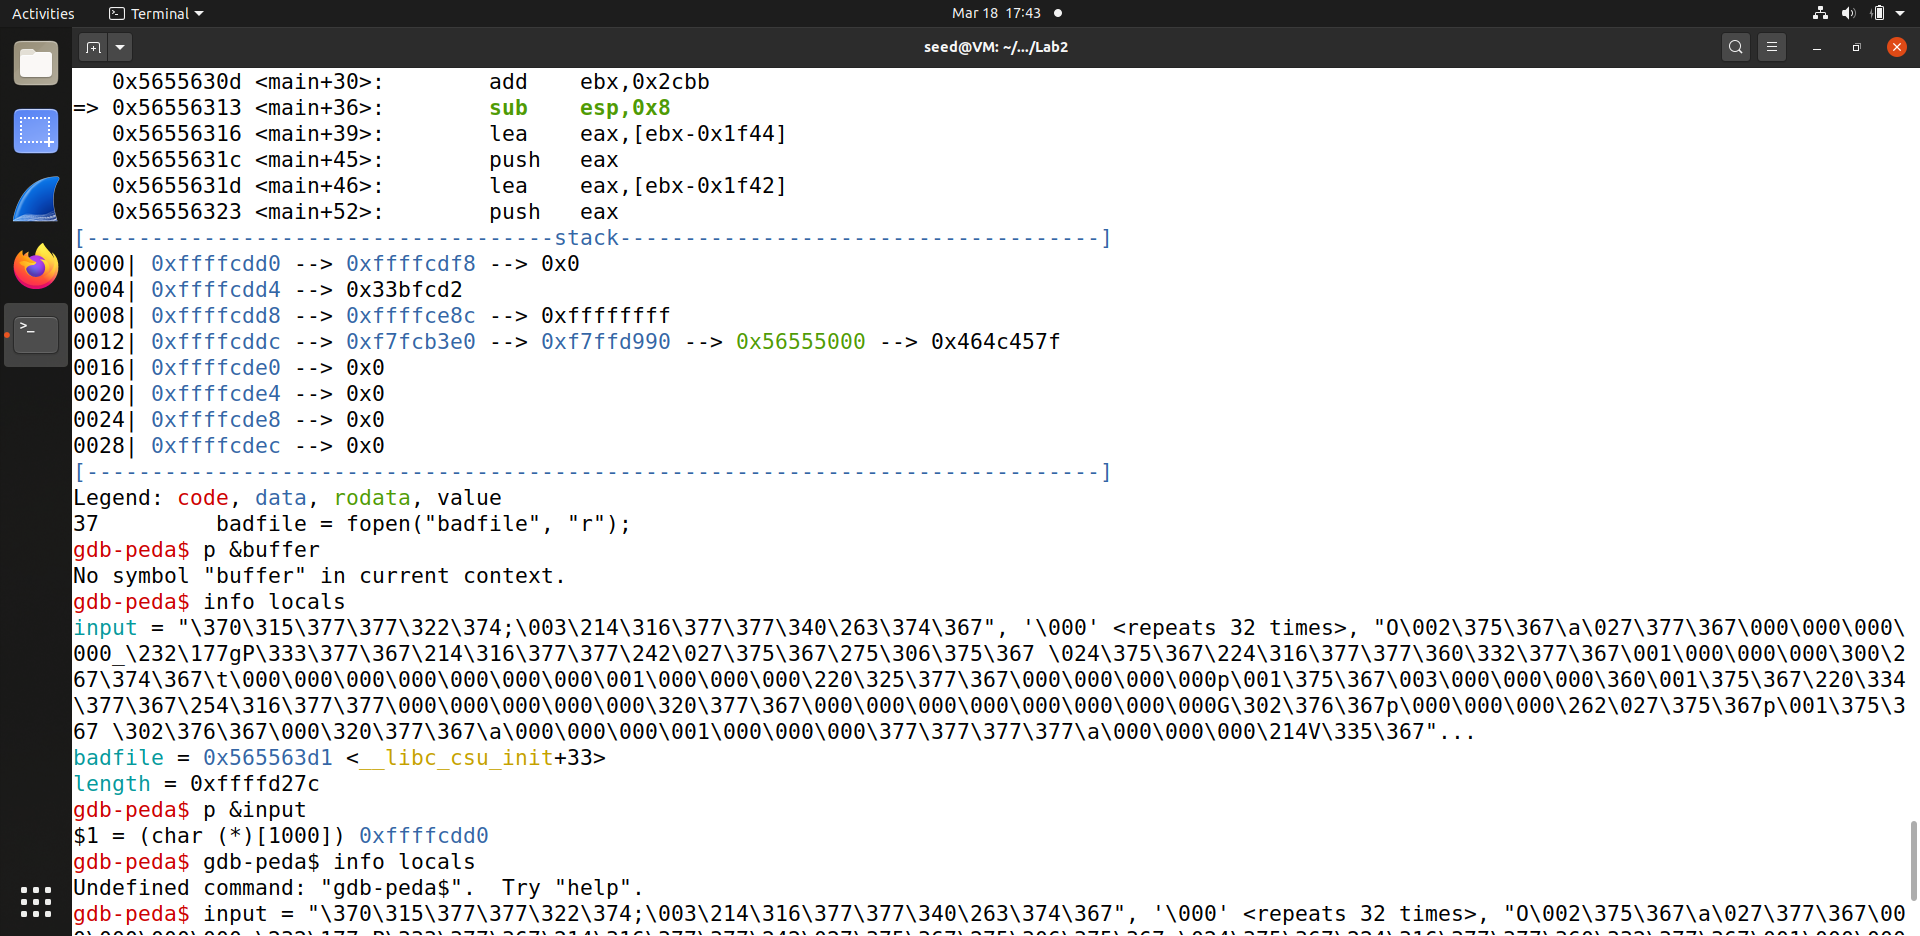 Activities
Terminal
Mar 18 17:43
seed@VM: ~/.../Lab2
0x5655630d <main+30>: add ebx,0x2cbb
=> 0x56556313 <main+36>: sub esp,0x8
0x56556316 <main+39>: lea eax,[ebx-0x1f44]
0x5655631c <main+45>: push eax
0x5655631d <main+46>: lea eax,[ebx-0x1f42]
0x56556323 <main+52>: push eax
[------------------------------------stack-------------------------------------]
0000| 0xffffcdd0 --> 0xffffcdf8 --> 0x0
0004| 0xffffcdd4 --> 0x33bfcd2
0008| 0xffffcdd8 --> 0xffffce8c --> 0xffffffff
0012| 0xffffcddc --> 0xf7fcb3e0 --> 0xf7ffd990 --> 0x56555000 --> 0x464c457f
0016| 0xffffcde0 --> 0x0
0020| 0xffffcde4 --> 0x0
0024| 0xffffcde8 --> 0x0
0028| 0xffffcdec --> 0x0
[------------------------------------------------------------------------------]
Legend: code, data, rodata, value
37 badfile = fopen("badfile", "r");
gdb-peda$ p &buffer
No symbol "buffer" in current context.
gdb-peda$ info locals
input = "\370\315\377\377\322\374;\003\214\316\377\377\340\263\374\367", '\000' <repeats 32 times>, "O\002\375\367\a\027\377\367\000\000\000\
000_\232\177gP\333\377\367\214\316\377\377\242\027\375\367\275\306\375\367 \024\375\367\224\316\377\377\360\332\377\367\001\000\000\000\300\2
67\374\367\t\000\000\000\000\000\000\000\001\000\000\000\220\325\377\367\000\000\000\000p\001\375\367\003\000\000\000\360\001\375\367\220\334
\377\367\254\316\377\377\000\000\000\000\000\320\377\367\000\000\000\000\000\000\000\000G\302\376\367p\000\000\000\262\027\375\367p\001\375\3
67 \302\376\367\000\320\377\367\a\000\000\000\001\000\000\000\377\377\377\377\a\000\000\000\214V\335\367"...
badfile = 0x565563d1 <__libc_csu_init+33>
length = 0xffffd27c
gdb-peda$ p &input
$1 = (char (*)[1000]) 0xffffcdd0
gdb-peda$ gdb-peda$ info locals
Undefined command: "gdb-peda$". Try "help".
gdb-peda$ input = "\370\315\377\377\322\374;\003\214\316\377\377\340\263\374\367", '\000' <repeats 32 times>, "O\002\375\367\a\027\377\367\00